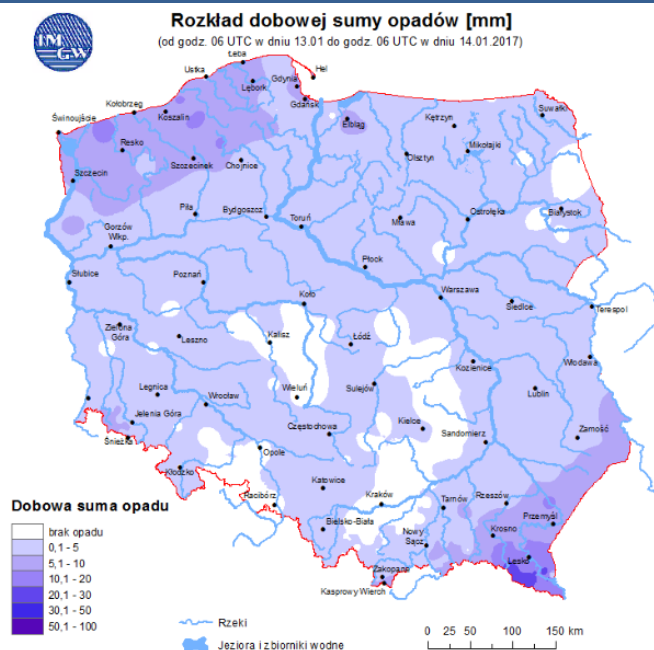 IMGW
Rozkład dobowej sumy opadów [mm]
(od godz. 06 UTC w dniu 13.01 do godz. 06 UTC w dniu 14.01.2017)
Łeba
Hel
Ustka
Gdynia
Lębork
Gdańsk
Kołobrzeg
Koszalin
Suwałki
Świnoujście
Elbląg
Kętrzyn
Resko
Mikołajki
Olsztyn
Szczecinek
Chojnice
Szczecin
Piła
Bydgoszcz
Toruń
Mława
Ostrołęka
Białystok
Gorzów
Wlkp.
Płock
Słubice
Poznań
Koło
Warszawa
Siedlce
Terespol
Zielona
Góra
Leszno
Kalisz
Łódź
Kozienice
Włodawa
Legnica
Wrocław
Wieluń
Sulejów
Lublin
Jelenia Góra
Częstochowa
Kielce
Sandomierz
Zamość
Śnieżka
Opole
Kłodzko
Katowice
Racibórz
Kraków
Tarnów
Rzeszów
Przemyśl
Bielsko-Biała
Nowy
Sącz
Krosno
Lesko
Zakopane
Kasprowy Wierch
Dobowa suma opadu
brak opadu
0,1 - 5
5,1 - 10
10,1 - 20
20,1 - 30
30,1 - 50
50,1 - 100
Rzeki
Jeziora i zbiorniki wodne
0 25 50 100 150 km